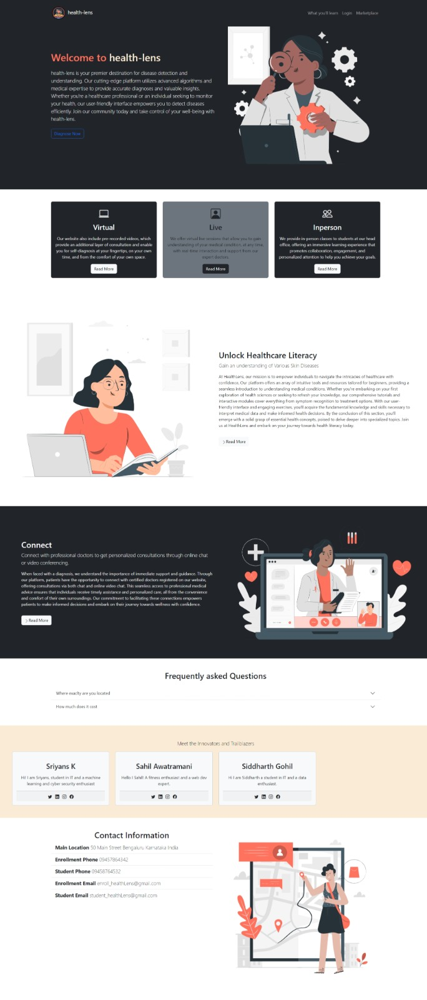 health-lens
What you'll learn Login Marketplace
Welcome to health-lens
health-lens is your premier destination for disease detection and
understanding. Our cutting-edge platform utilizes advanced algorithms and
medical expertise to provide accurate diagnoses and valuable insights.
Whether you're a healthcare professional or an individual seeking to monitor
your health, our user-friendly interface empowers you to detect diseases
efficiently. Join our community today and take control of your well-being with
health-lens.
Diagnose Now
Virtual
Our website also include pre-recorded videos, which
provide an additional layer of consultation and enable
you for self-diagnosis at your fingertips, on your own
time, and from the comfort of your own space.
Read More
Live
We offer virtual live sessions that allow you to gain
understanding of your medical condition, at any time,
with real-time interaction and support from our
expert doctors.
Read More
Inperson
We provide in-person classes to students at our head
office, offering an immersive learning experience that
promotes collaboration, engagement, and
personalized attention to help you achieve your goals.
Read More
Unlock Healthcare Literacy
Gain an understanding of Various Skin Diseases
At HealthLens, our mission is to empower individuals to navigate the intricacies of healthcare with
confidence. Our platform offers an array of intuitive tools and resources tailored for beginners, providing a
seamless introduction to understanding medical conditions. Whether you're embarking on your first
exploration of health sciences or seeking to refresh your knowledge, our comprehensive tutorials and
interactive modules cover everything from symptom recognition to treatment options. With our user-
friendly interface and engaging exercises, you'll acquire the fundamental knowledge and skills necessary to
interpret medical data and make informed health decisions. By the conclusion of this section, you'll
emerge with a solid grasp of essential health concepts, poised to delve deeper into specialized topics. Join
us at HealthLens and embark on your journey towards health literacy today.
Read More
Connect
Connect with professional doctors to get personalized consultations through online chat
or video conferencing.
When faced with a diagnosis, we understand the importance of immediate support and guidance. Through
our platform, patients have the opportunity to connect with certified doctors registered on our website,
offering consultations via both chat and online video chat. This seamless access to professional medical
advice ensures that individuals receive timely assistance and personalized care, all from the convenience
and comfort of their own surroundings. Our commitment to facilitating these connections empowers
patients to make informed decisions and embark on their journey towards wellness with confidence.
Read More
Frequently asked Questions
Where exaclty are you located
How much does it cost
Meet the Innovators and Trailblazers
Sriyans K
Hi! I am Sriyans, student in IT and a machine
learning and cyber security enthusiast
Sahil Awatramani
Hello I Sahil! A fitness enthusiast and a web dev
expert.
Siddharth Gohil
Hi I am Siddharth a student in IT and a data
enthusiast.
Contact Information
Main Location 50 Main Street Bengaluru Karnataka India
Enrollment Phone 09457864342
Student Phone 09458764532
Enrollment Email enroll_healthLens@gmail.com
Student Email student_healthLens@gmail.com